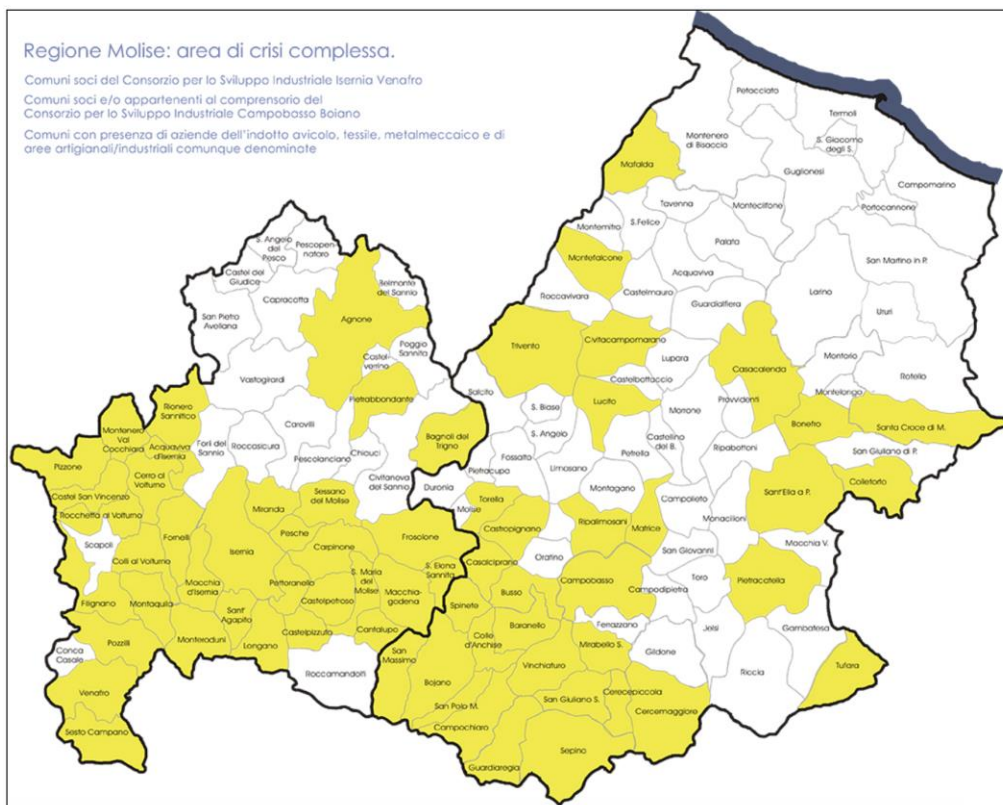 Regione Molise: area di crisi complessa.
Comuni soci del Consorzio per lo Sviluppo Industriale Isernia Venafro
Comuni soci e/o appartenenti al comprensorio del
Consorzio per lo Sviluppo Industriale Campobasso Boiano
Comuni con presenza di aziende dell'indotto avicolo, tessile, metalmeccaico e di
aree artigianali/industriali comunque denominate
Petacciato
Termoli
Montenero
di Bisaccia
S. Giacomo
degli S.
Guglionesi
Mafalda
Campomarino
Portocannone
Tavenna
Montecilfone
Montemitro
S.Felice
Palata
San Martino in P.
Montefalcone
Acquaviva
Roccavivara
Castelmauro
Guardialfiera
Larino
Ururi
Trivento
Civitacampomarano
Lupara
Casacalenda
Montorio
Rotello
Castelbottaccio
Montelongo
Salcito
Lucito
Morrone
Provvidenti
S. Biase
Bonefro
Santa Croce di M.
S. Angelo
Castellino
del B.
Ripabottoni
San Giuliano di P.
Fossalto
Petrella
Pietracupa
Limosano
Sant'Elia a P.
Colletorto
Duronia
Montagano
Molise
Torella
Campolieto
Monacilioni
Castropignano
Ripalimosani
Matrice
Macchia V.
Oratino
San Giovanni
Casalciprano
Toro
Pietracatella
Campobasso
Campodipietra
Busso
Spinete
Baranello
Ferrazzano
Jelsi
Gambatesa
Colle
d'Anchise
Mirabello S.
Gildone
San
Massimo
Vinchiaturo
Riccia
Tufara
Bojano
San Giuliano S.
Cercepiccola
San Polo M.
Cercemaggiore
Campochiaro
Sepino
Guardiaregia
S. Angelo
del
Pesco
Pescopen-
nataro
Castel del
Giudice
Belmonte
del Sannio
Capracotta
San Pietro
Avellana
Agnone
Poggio
Sannita
Castel-
verrino
Vastogirardi
Pietrabbondante
Rionero
Sannitico
Carovilli
Bagnoli del
Trigno
Montenero
Val
Cocchiara
Acquaviva
d'Isernia
Forlì del
Sannio
Roccasicura
Chiauci
Pescolanciano
Pizzone
Cerro al
Volturno
Civitanova
del Sannio
Castel San Vincenzo
Sessano
del Molise
Miranda
Rocchetta al Volturno
Fornelli
Pesche
Frosolone
Scapoli
Isernia
Carpinone
Colli al Volturno
S. Elena
Sannita
Pettoranello
S. Maria
del
Molise
Macchia
d'Isernia
Macchia-
godena
Filignano
Montaquila
Castelpetroso
Sant'
Agapito
Pozzilli
Monteroduni
Longano
Castelpizzuto
Cantalupo
Conca
Casale
Roccamandolfi
Venafro
Sesto Campano